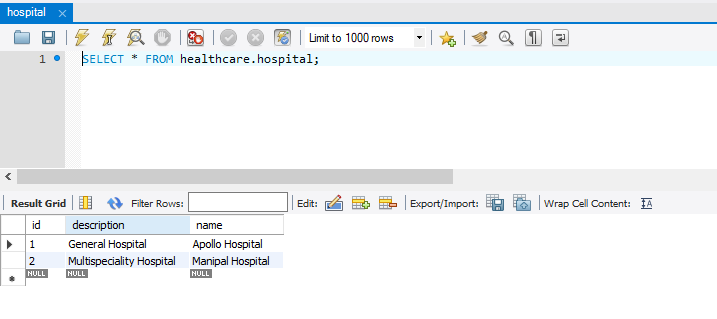 hospital
Limit to 1000 rows
1 SELECT * FROM healthcare.hospital;
Result Grid Filter Rows: Edit: Export/Import: Wrap Cell Content:
id description name
1 General Hospital Apollo Hospital
2 Multispeciality Hospital Manipal Hospital
NULL NULL NULL